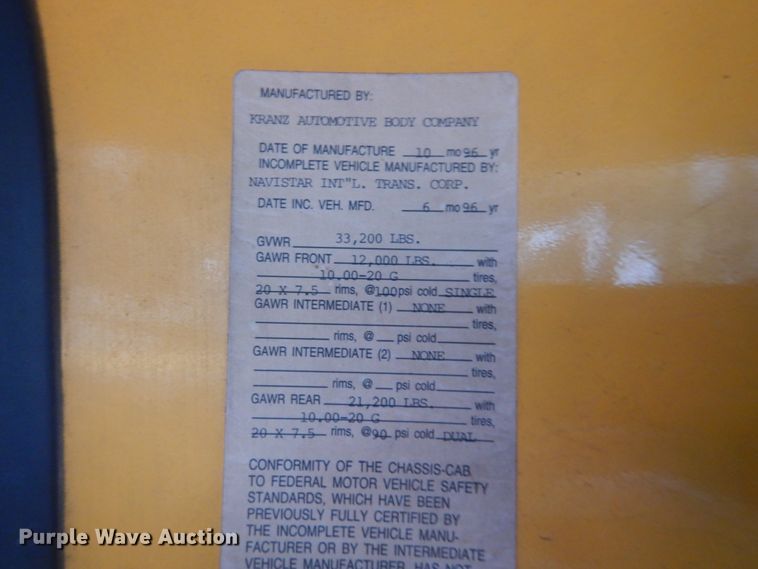 MANUFACTURED BY:
KRANZ AUTOMOTIVE BODY COMPANY
DATE OF MANUFACTURE 10 mo 96 yr
INCOMPLETE VEHICLE MANUFACTURED BY:
NAVISTAR INT"L. TRANS. CORP.
DATE INC. VEH. MFD. 6 mo 96 yr
GVWR 33,200 LBS.
GAWR FRONT 12,000 LBS. with
10.00-20 G tires,
20 X 7.5 rims, @ 100 psi cold SINGLE
GAWR INTERMEDIATE (1) NONE with
tires,
rims, @ psi cold
GAWR INTERMEDIATE (2) NONE with
tires,
rims, @ psi cold
GAWR REAR 21,200 LBS. with
10.00-20 G tires,
20 X 7.5 rims, @ 90 psi cold DUAL
CONFORMITY OF THE CHASSIS-CAB
TO FEDERAL MOTOR VEHICLE SAFETY
STANDARDS, WHICH HAVE BEEN
PREVIOUSLY FULLY CERTIFIED BY
THE INCOMPLETE VEHICLE MANU-
FACTURER OR BY THE INTERMEDIATE
VEHICLE MANUFACTURER, HAS NOT
Purple Wave Auction